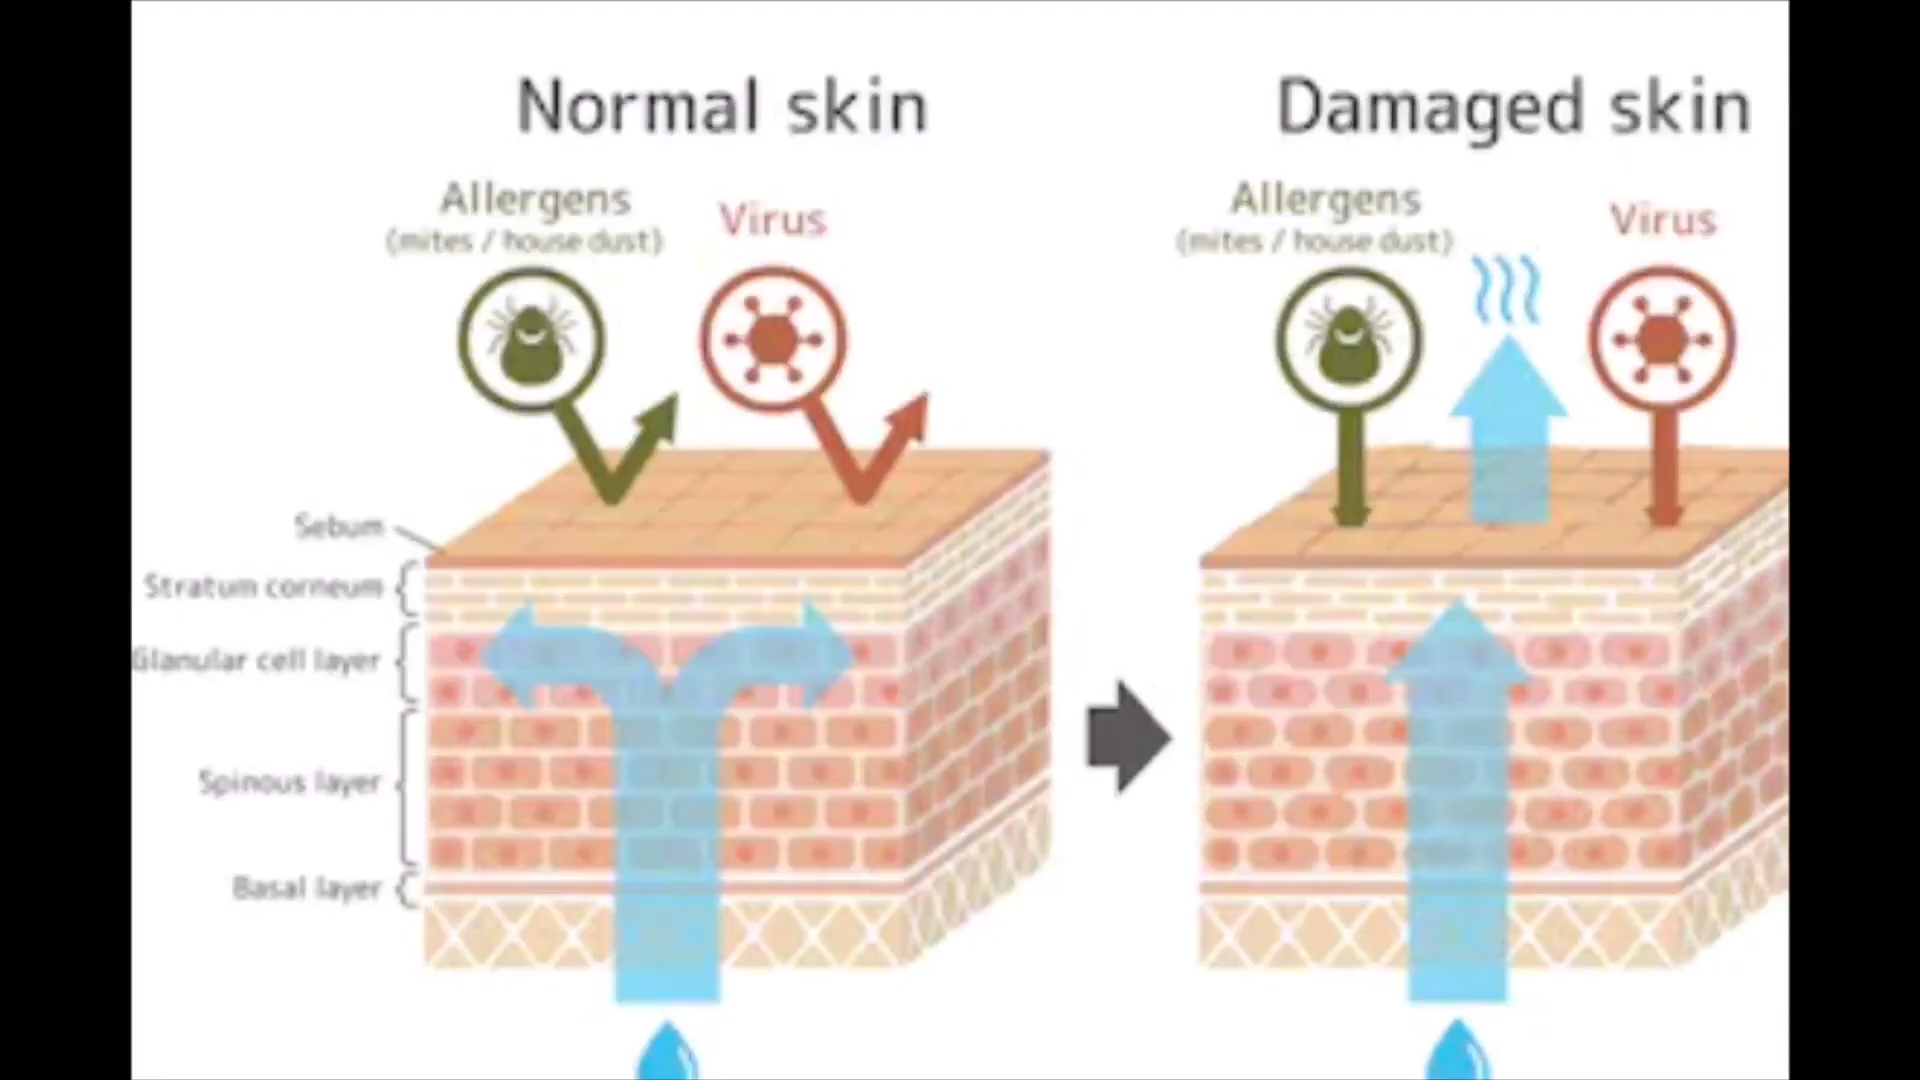 Normal skin
Damaged skin
Allergens
(mites / house dust)
Virus
Allergens
(mites / house dust)
Virus
Sebum
Stratum corneum
Glanular cell layer
Spinous layer
Basal layer